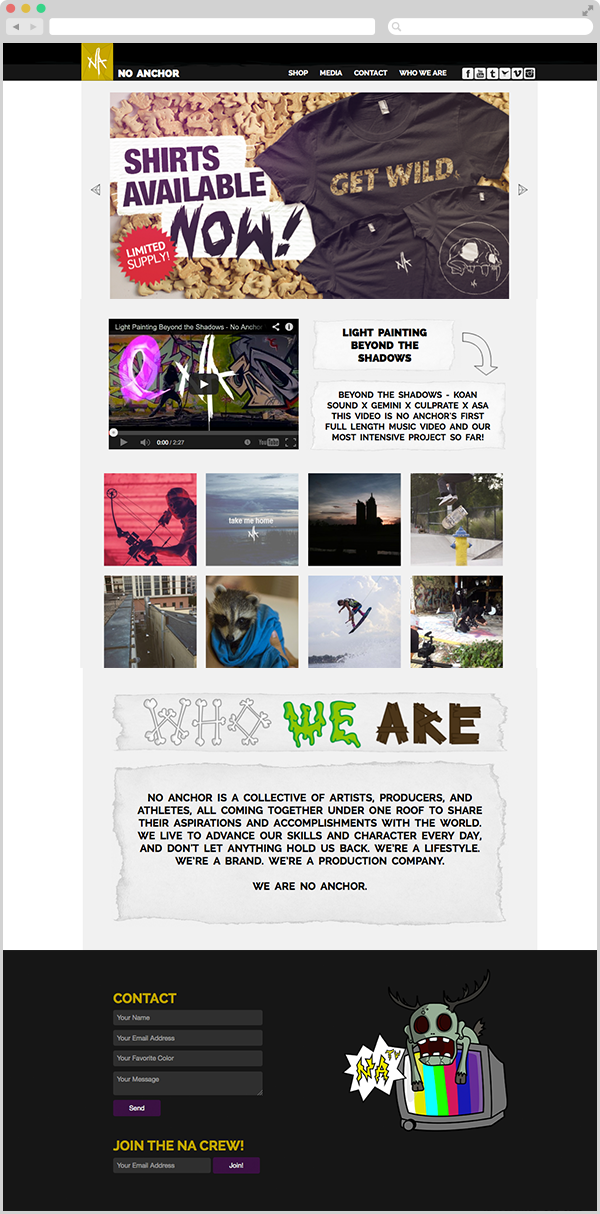 NA
NO ANCHOR
SHOP MEDIA CONTACT WHO WE ARE
SHIRTS
AVAILABLE
NOW!
LIMITED
SUPPLY!
GET WILD
NA
NA
Light Painting Beyond the Shadows - No Anchor
NA
0:00 / 2:27
YouTube
LIGHT PAINTING
BEYOND THE
SHADOWS
BEYOND THE SHADOWS - KOAN
SOUND X GEMINI X CULPRATE X ASA
THIS VIDEO IS NO ANCHOR'S FIRST
FULL LENGTH MUSIC VIDEO AND OUR
MOST INTENSIVE PROJECT SO FAR!
take me home
NA
WHO WE ARE
NO ANCHOR IS A COLLECTIVE OF ARTISTS, PRODUCERS, AND
ATHLETES, ALL COMING TOGETHER UNDER ONE ROOF TO SHARE
THEIR ASPIRATIONS AND ACCOMPLISHMENTS WITH THE WORLD.
WE LIVE TO ADVANCE OUR SKILLS AND CHARACTER EVERY DAY,
AND DON'T LET ANYTHING HOLD US BACK. WE'RE A LIFESTYLE.
WE'RE A BRAND. WE'RE A PRODUCTION COMPANY.
WE ARE NO ANCHOR.
CONTACT
Your Name
Your Email Address
Your Favorite Color
Your Message
Send
NA TV
JOIN THE NA CREW!
Your Email Address
Join!